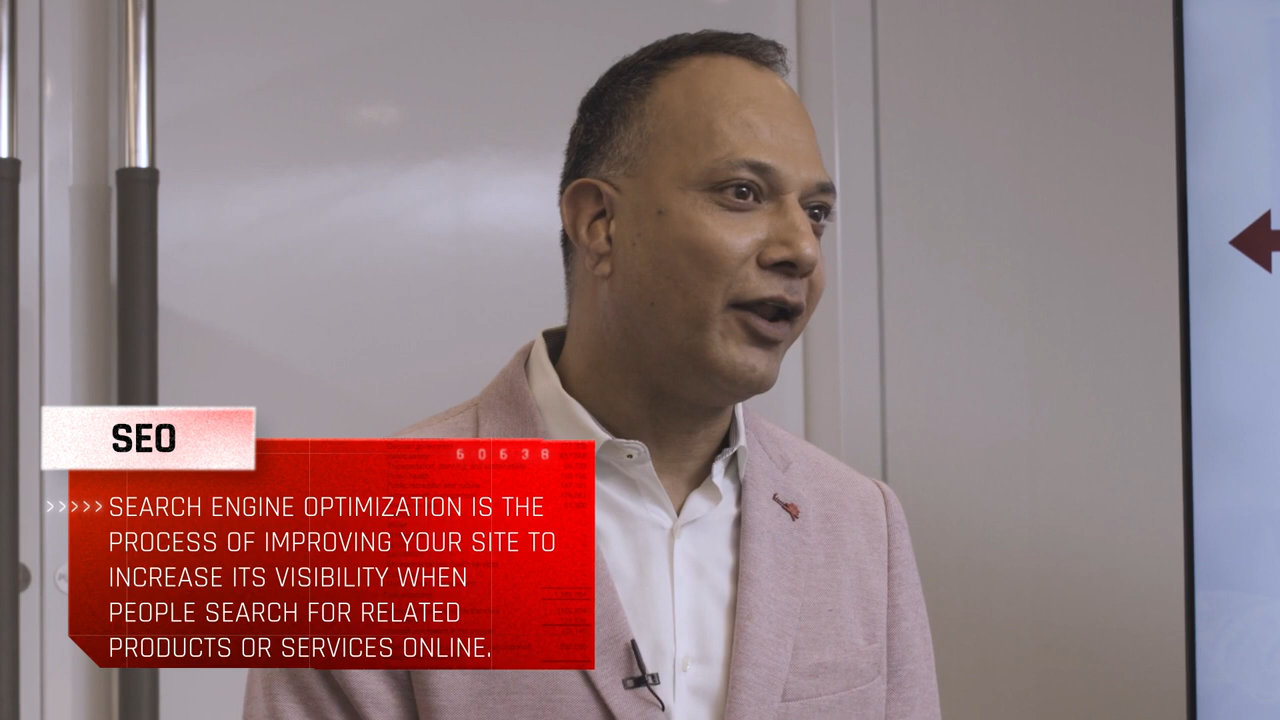 SEO
60638
>>>>> SEARCH ENGINE OPTIMIZATION IS THE
PROCESS OF IMPROVING YOUR SITE TO
INCREASE ITS VISIBILITY WHEN
PEOPLE SEARCH FOR RELATED
PRODUCTS OR SERVICES ONLINE.